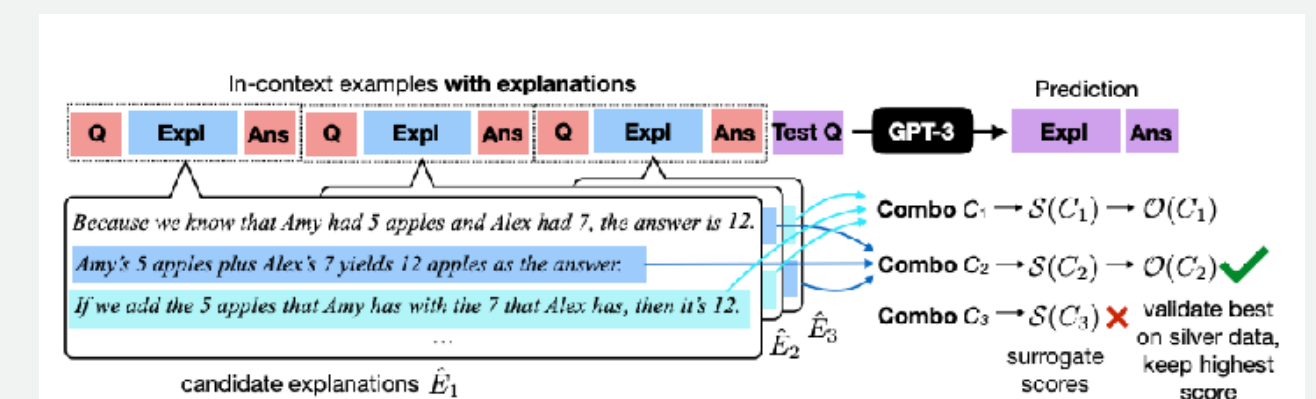 In-context examples with explanations
Prediction
Q Expl Ans Q Expl Ans Q Expl Ans Test Q GPT-3 Expl Ans
Because we know that Amy had 5 apples and Alex had 7, the answer is 12.
Amy's 5 apples plus Alex's 7 yields 12 apples as the answer.
If we add the 5 apples that Amy has with the 7 that Alex has, then it's 12.
...
candidate explanations Ê₁
Ê₂
Ê₃
Combo C₁ → S(C₁) → O(C₁)
Combo C₂ → S(C₂) → O(C₂)
Combo C₃ → S(C₃)
surrogate
scores
validate best
on silver data,
keep highest
score